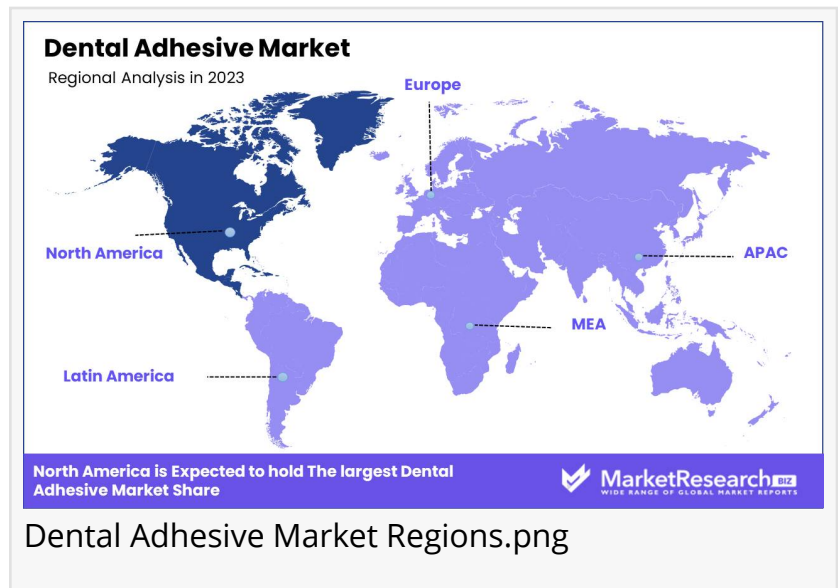 Dental Adhesive Market
Regional Analysis in 2023
Europe
North America
APAC
MEA
Latin America
North America is Expected to hold The largest Dental
Adhesive Market Share
MarketResearch BIZ
WIDE RANGE OF GLOBAL MARKET REPORTS
Dental Adhesive Market Regions.png